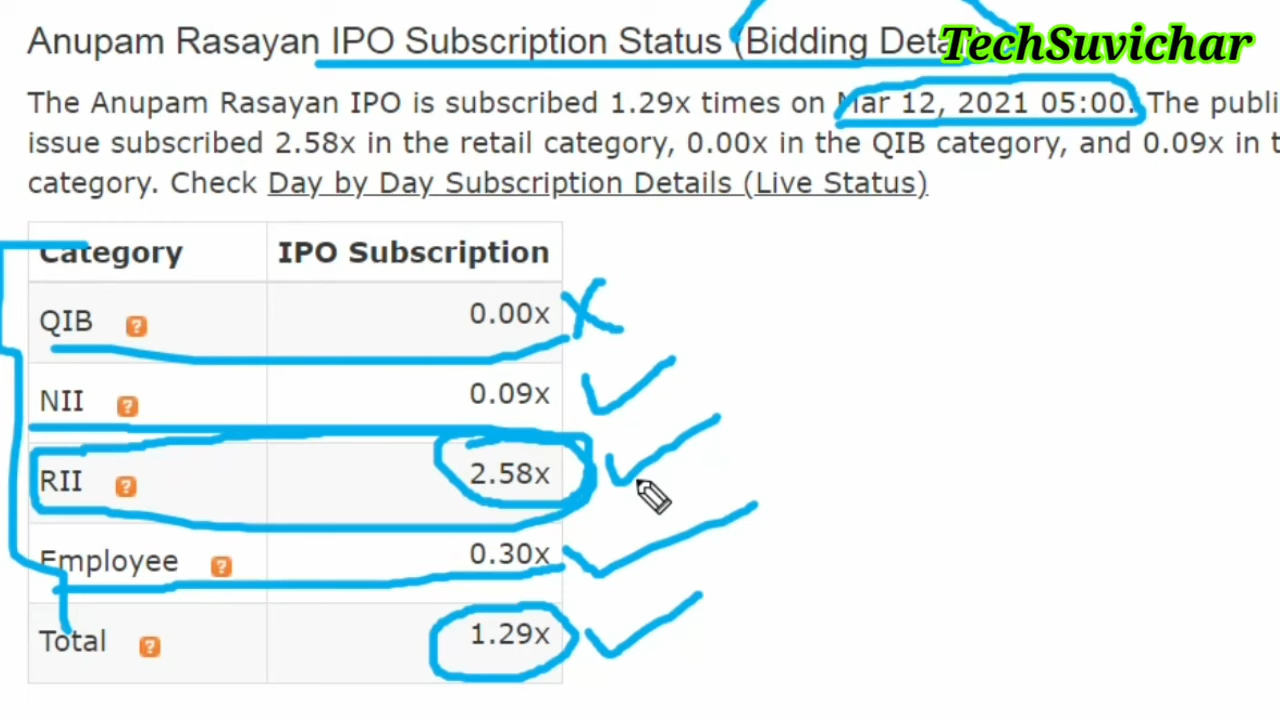 Anupam Rasayan IPO Subscription Status (Bidding Deta
TechSuvichar
The Anupam Rasayan IPO is subscribed 1.29x times on Mar 12, 2021 05:00. The publi
issue subscribed 2.58x in the retail category, 0.00x in the QIB category, and 0.09x in t
category. Check Day by Day Subscription Details (Live Status)
Category IPO Subscription
QIB ? 0.00x
NII ? 0.09x
RII ? 2.58x
Employee ? 0.30x
Total ? 1.29x